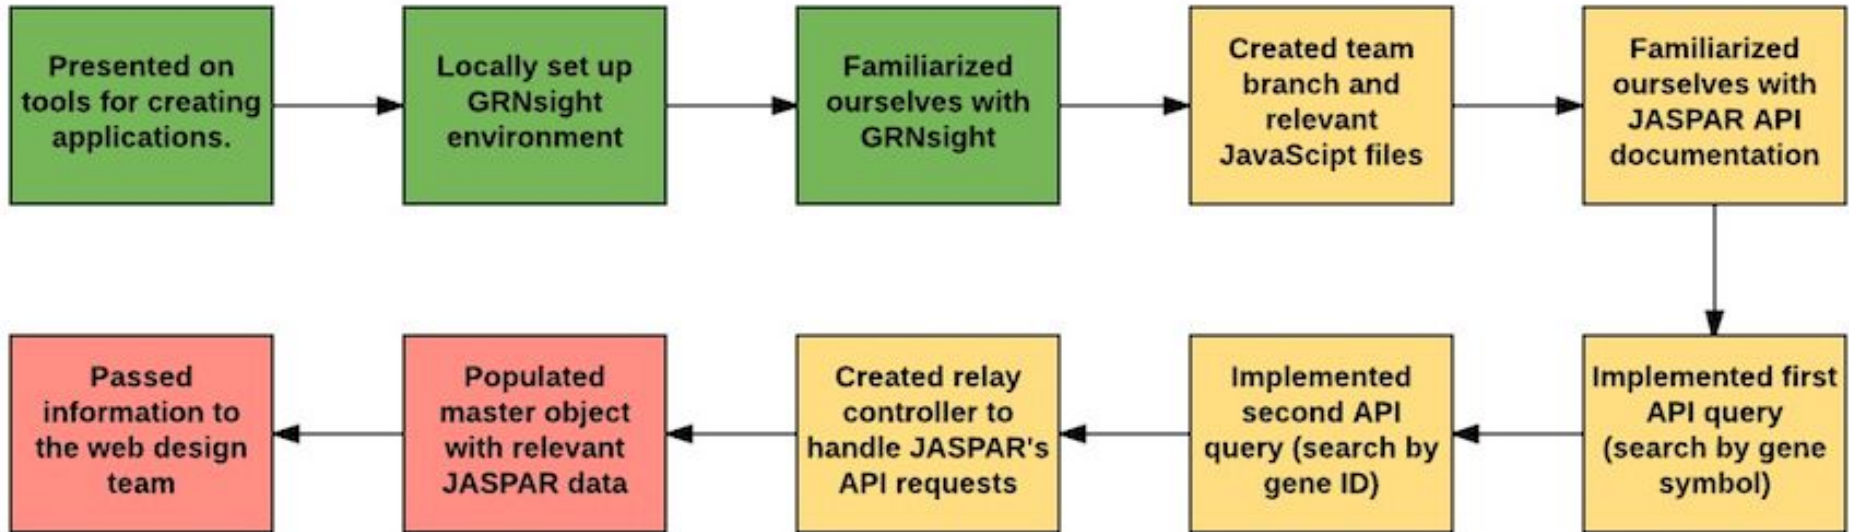 Presented on
tools for creating
applications.
Locally set up
GRNsight
environment
Familiarized
ourselves with
GRNsight
Created team
branch and
relevant
JavaScipt files
Familiarized
ourselves with
JASPAR API
documentation
Implemented first
API query
(search by gene
symbol)
Implemented
second API
query (search by
gene ID)
Created relay
controller to
handle JASPAR's
API requests
Populated
master object
with relevant
JASPAR data
Passed
information to
the web design
team